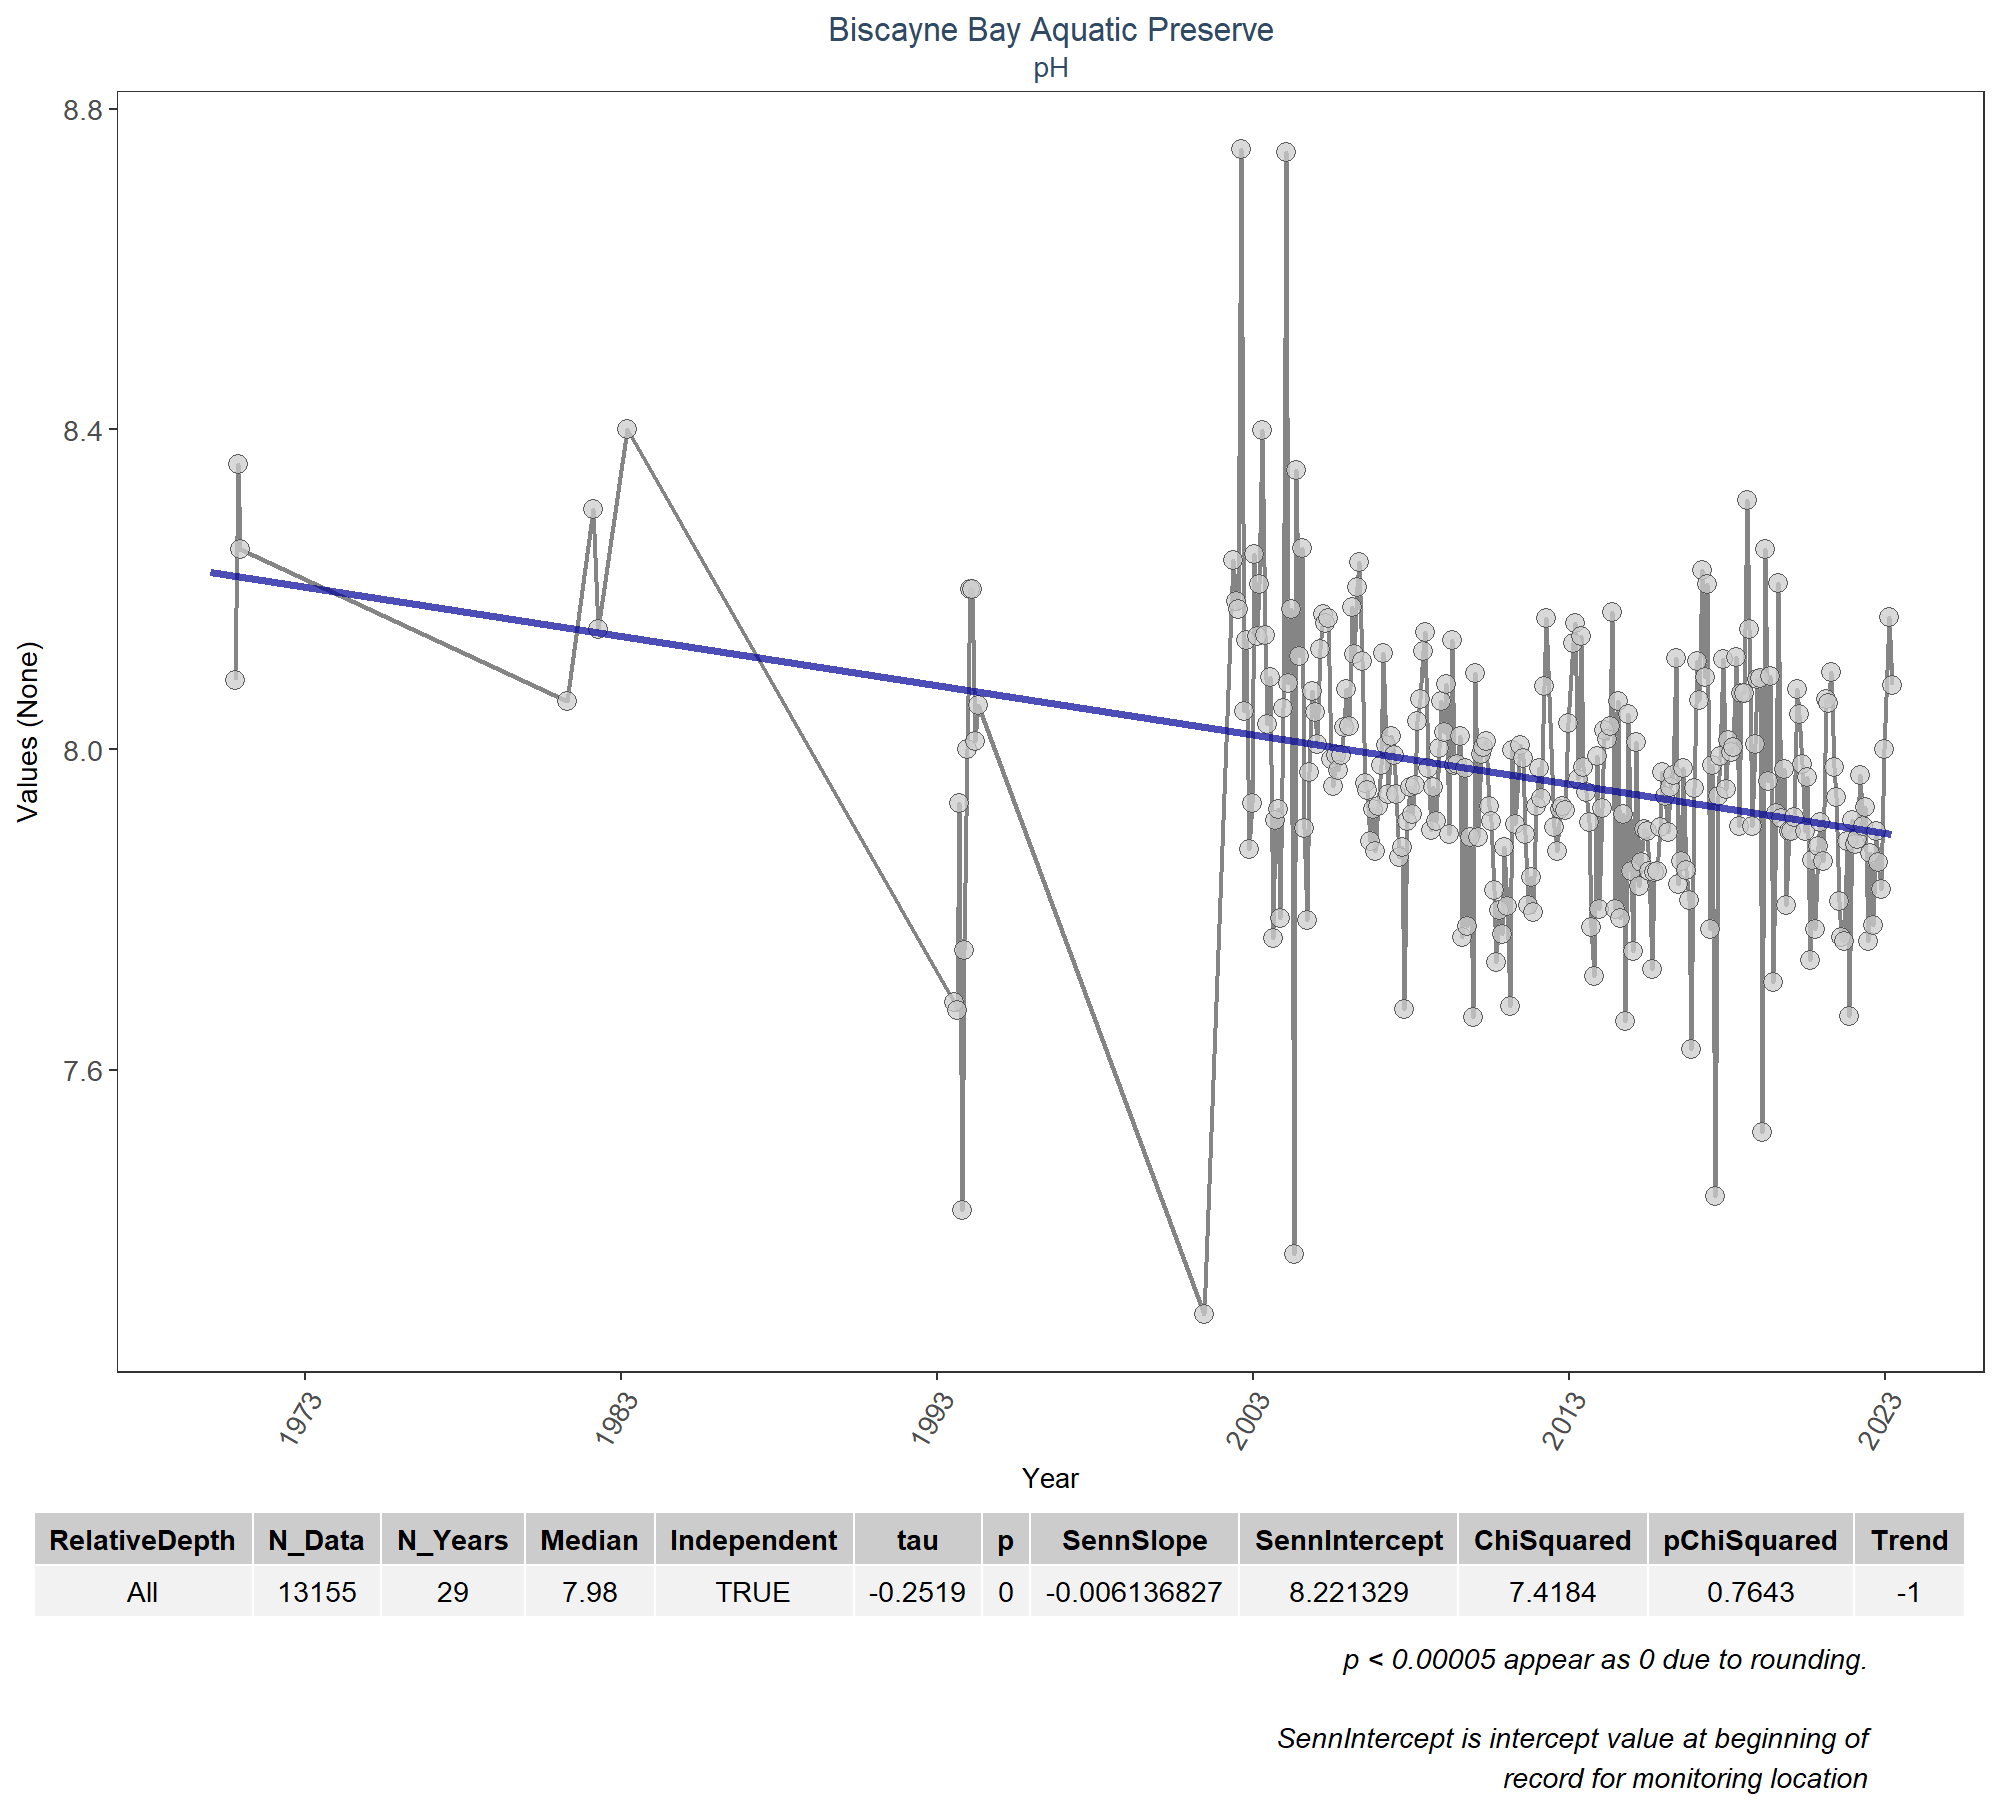 Biscayne Bay Aquatic Preserve
pH
8.8
8.4
8.0
7.6
Values (None)
1973
1983
1993
2003
2013
2023
Year
RelativeDepth N_Data N_Years Median Independent tau p SennSlope SennIntercept ChiSquared pChiSquared Trend
All 13155 29 7.98 TRUE -0.2519 0 -0.006136827 8.221329 7.4184 0.7643 -1
p < 0.00005 appear as 0 due to rounding.
SennIntercept is intercept value at beginning of
record for monitoring location